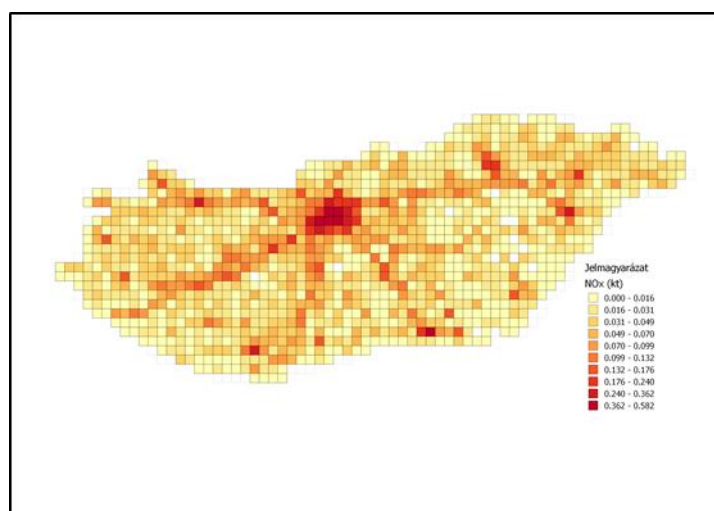 Jelmagyarázat
NOx (kt)
0.000 - 0.016
0.016 - 0.031
0.031 - 0.049
0.049 - 0.070
0.070 - 0.099
0.099 - 0.132
0.132 - 0.176
0.176 - 0.240
0.240 - 0.362
0.362 - 0.582